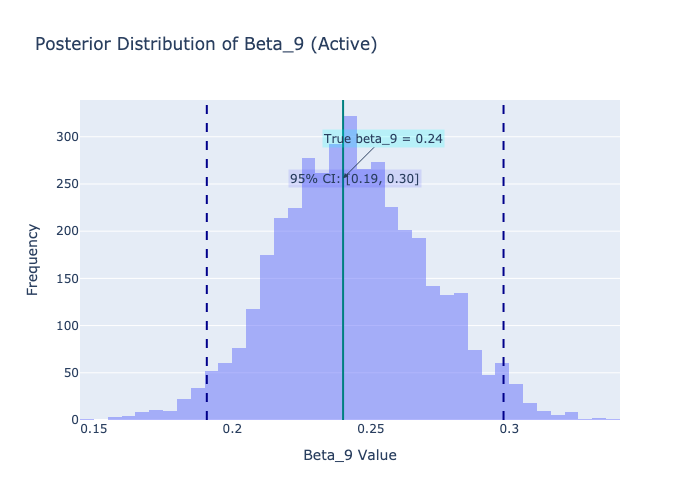 Posterior Distribution of Beta_9 (Active)
300
250
200
150
100
50
0
Frequency
True beta_9 = 0.24
95% CI: [0.19, 0.30]
0.15
0.2
0.25
0.3
Beta_9 Value